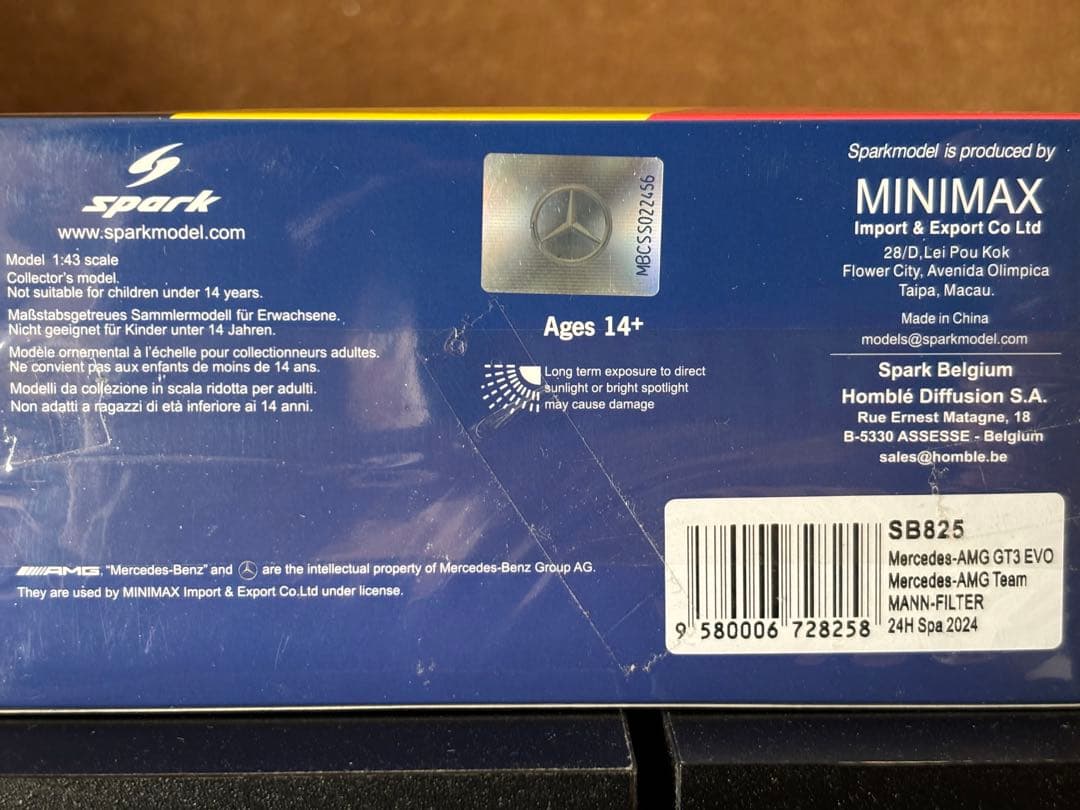 spark
www.sparkmodel.com
Model 1:43 scale
Collector's model.
Not suitable for children under 14 years.
Maßstabsgetreues Sammlermodell für Erwachsene.
Nicht geeignet für Kinder unter 14 Jahren.
Modèle ornemental à l'échelle pour collectionneurs adultes.
Ne convient pas aux enfants de moins de 14 ans.
Modelli da collezione in scala ridotta per adulti.
Non adatti a ragazzi di età inferiore ai 14 anni.
MBCSS022456
Ages 14+
Long term exposure to direct
sunlight or bright spotlight
may cause damage
Sparkmodel is produced by
MINIMAX
Import & Export Co Ltd
28/D,Lei Pou Kok
Flower City, Avenida Olimpica
Taipa, Macau.
Made in China
models@sparkmodel.com
Spark Belgium
Homblé Diffusion S.A.
Rue Ernest Matagne, 18
B-5330 ASSESSE - Belgium
sales@homble.be
AMG, "Mercedes-Benz" and are the intellectual property of Mercedes-Benz Group AG.
They are used by MINIMAX Import & Export Co.Ltd under license.
SB825
Mercedes-AMG GT3 EVO
Mercedes-AMG Team
MANN-FILTER
24H Spa 2024
9 580006 728258